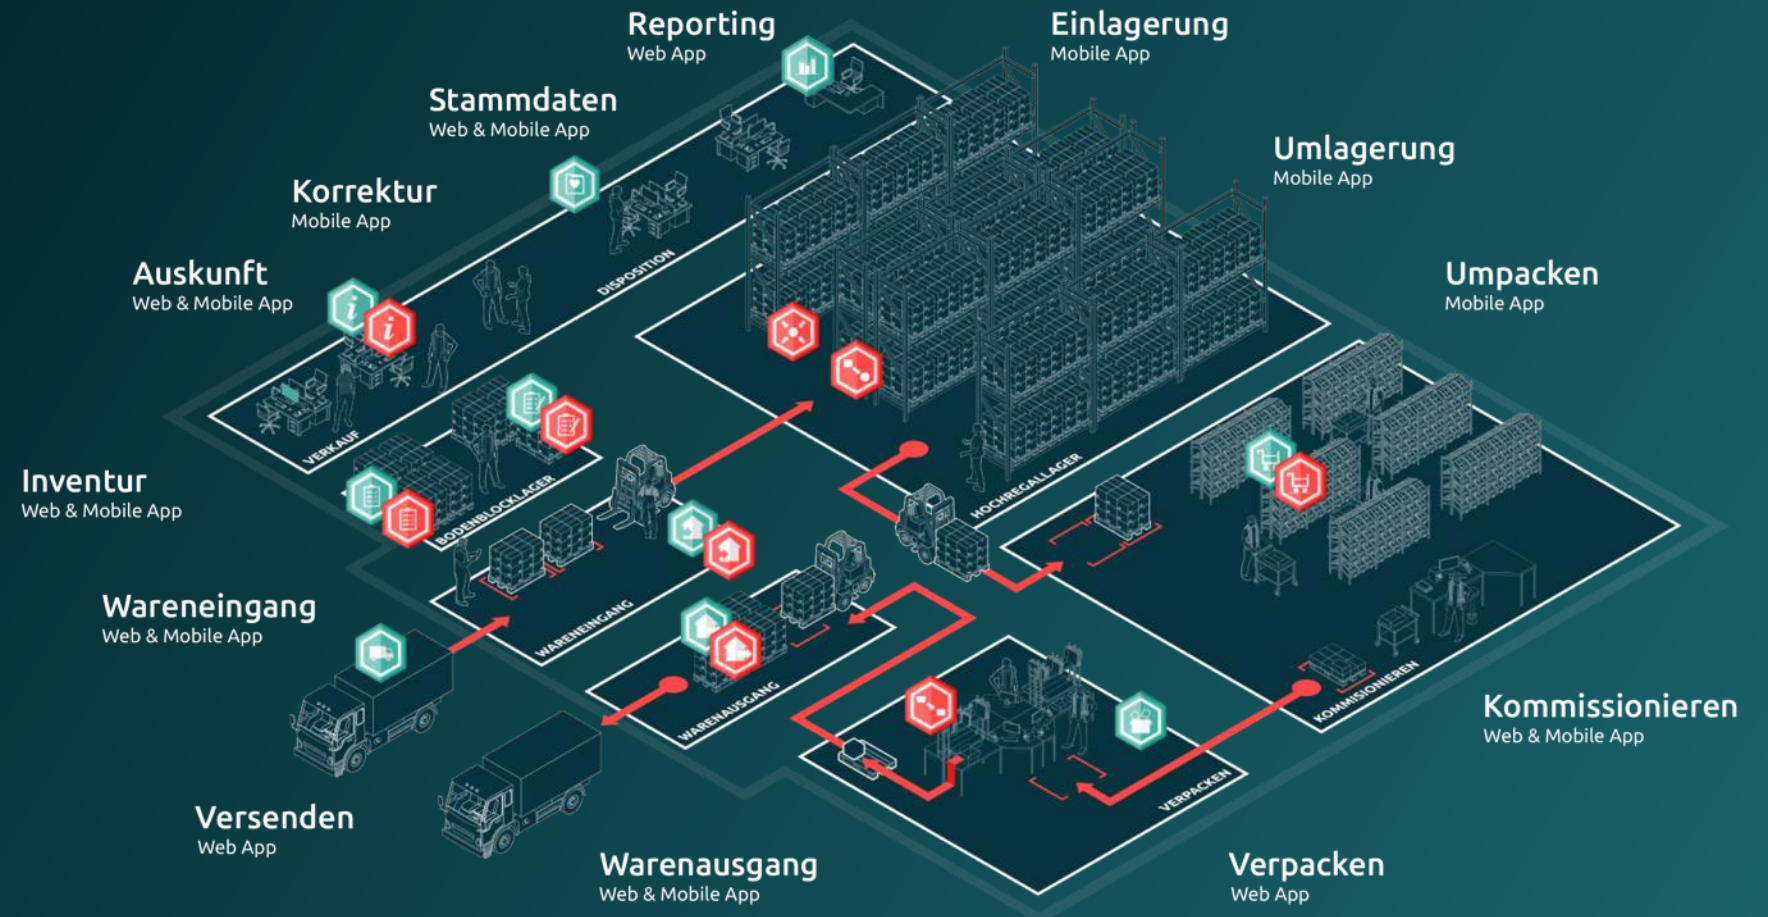 Reporting
Web App
Einlagerung
Mobile App
Stammdaten
Web & Mobile App
Umlagerung
Mobile App
Korrektur
Mobile App
Auskunft
Web & Mobile App
Umpacken
Mobile App
DISPOSITION
VERKAUF
Inventur
Web & Mobile App
BODENBLOCKLAGER
HOCHREGALLAGER
Wareneingang
Web & Mobile App
WARENEINGANG
WARENAUSGANG
KOMMISIONIEREN
Kommissionieren
Web & Mobile App
VERPACKEN
Versenden
Web App
Warenausgang
Web & Mobile App
Verpacken
Web App